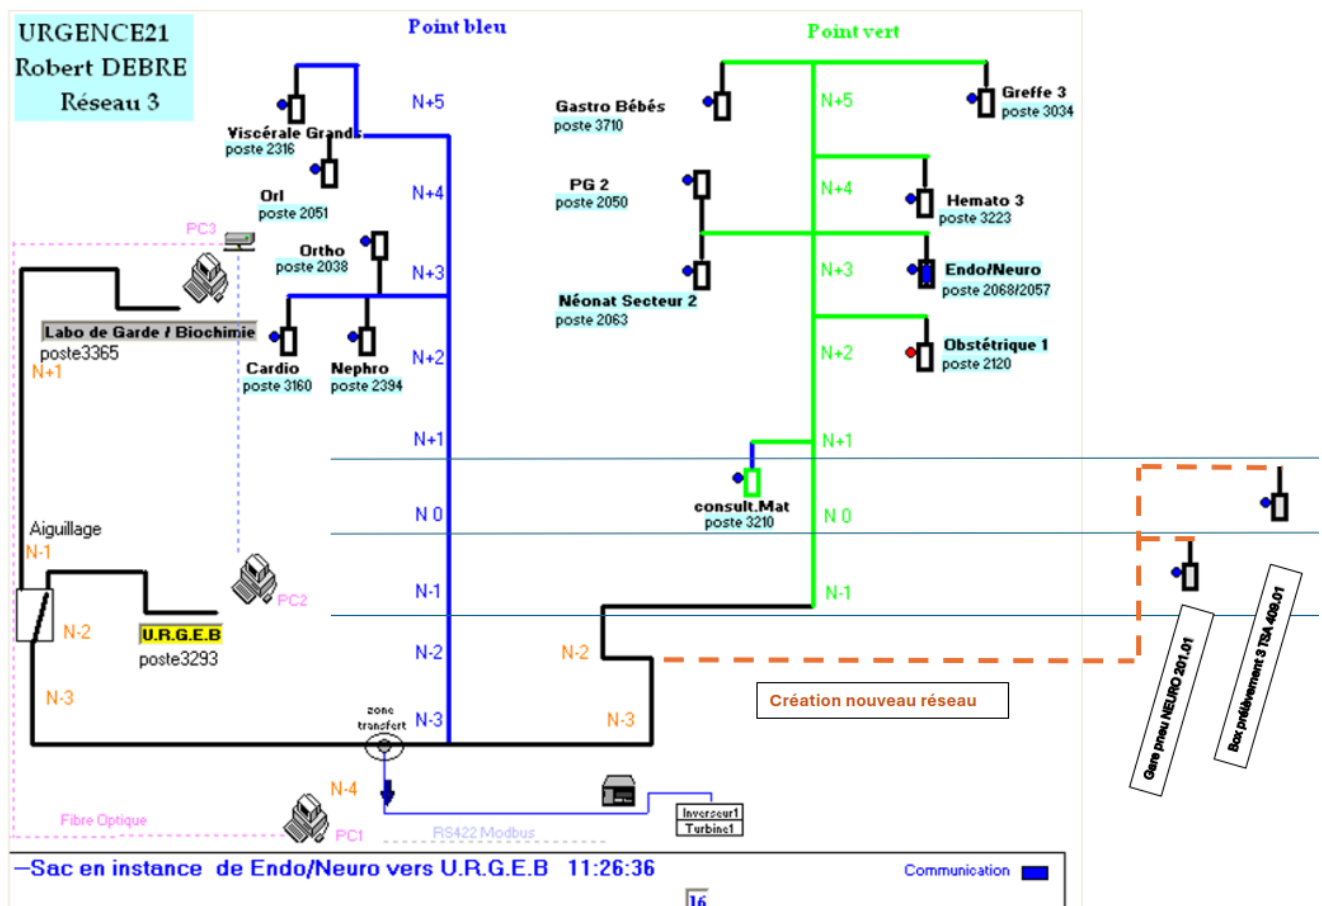 URGENCE21
Robert DEBRE
Réseau 3
Point bleu
Point vert
N+5
Viscérale Grands
poste 2316
Orl
poste 2051
N+4
PC3
Ortho
poste 2038
N+3
Labo de Garde / Biochimie
poste3365
N+1
Cardio
poste 3160
Nephro
poste 2394
N+2
N+1
N 0
Aiguillage
N-1
PC2
N-1
N-2
U.R.G.E.B
poste3293
N-2
N-3
zone
transfert
N-3
N-4
Fibre Optique
PC1
RS422 Modbus
Inverseur1
Turbine1
Gastro Bébés
poste 3710
N+5
Greffe 3
poste 3034
PG 2
poste 2050
N+4
Hemato 3
poste 3223
Néonat Secteur 2
poste 2063
N+3
Endo/Neuro
poste 2068/2057
N+2
Obstétrique 1
poste 2120
N+1
consult.Mat
poste 3210
N 0
N-1
N-2
N-3
Création nouveau réseau
Gare pneu NEURO 201.01
Box prélèvement 3 TSA 409.01
—Sac en instance de Endo/Neuro vers U.R.G.E.B 11:26:36
Communication
16